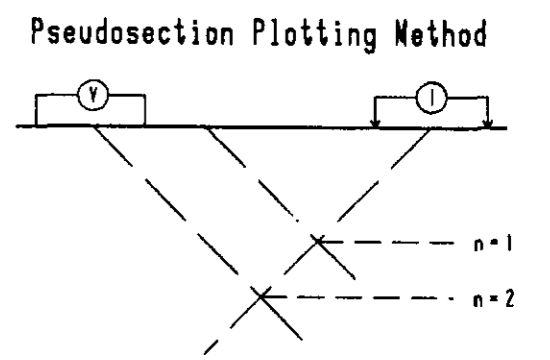 Pseudosection Plotting Method
V
I
n = 1
n = 2